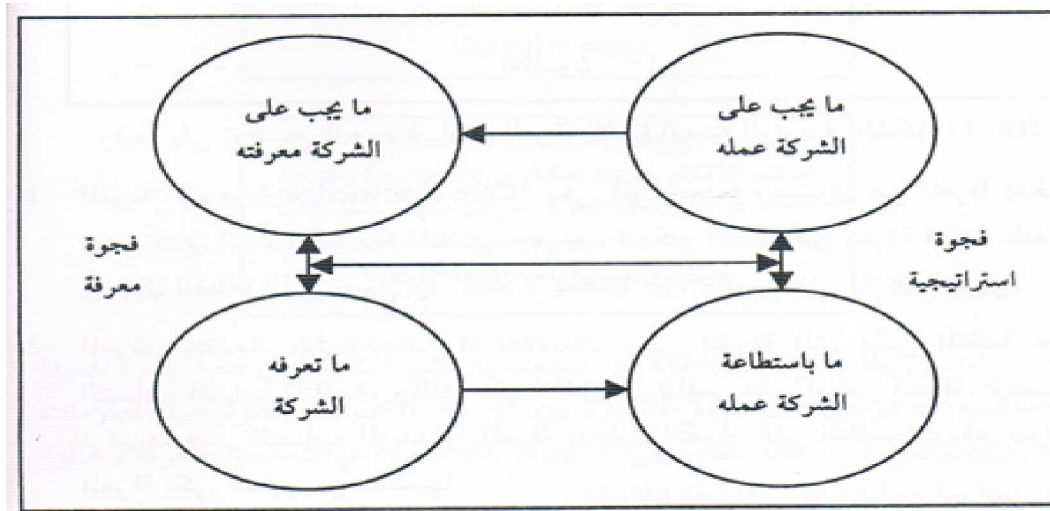 ما يجب على
الشركة عمله
ما يجب على
الشركة معرفته
فجوة
استراتيجية
فجوة
معرفة
ما باستطاعة
الشركة عمله
ما تعرفه
الشركة